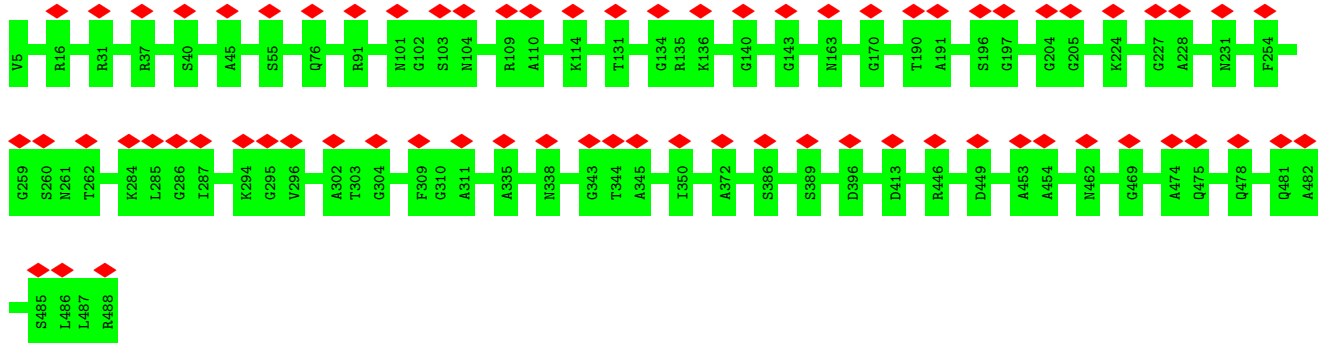 V5 R16 R31 R37 S40 A45 S55 Q76 R91 N101 G102 S103 N104 R109 A110 K114 T131 G134 R135 K136 G140 G143 N163 G170 T190 A191 S196 G197 G204 G205 K224 G227 A228 N231 F254
G259 S260 N261 T262 K284 L285 G286 I287 K294 G295 V296 A302 T303 G304 F309 G310 A311 A335 N338 G343 T344 A345 I350 A372 S386 S389 D396 D413 R446 D449 A453 A454 N462 G469 A474 Q475 Q478 Q481 A482
S485 L486 L487 R488